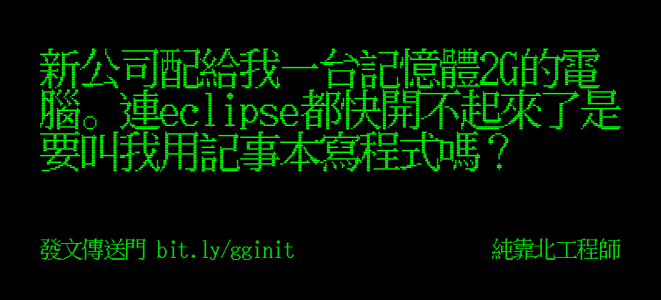 新公司配給我一台記憶體2G的電
腦。連eclipse都快開不起來了是
要叫我用記事本寫程式嗎？
發文傳送門 bit.ly/gginit
純靠北工程師